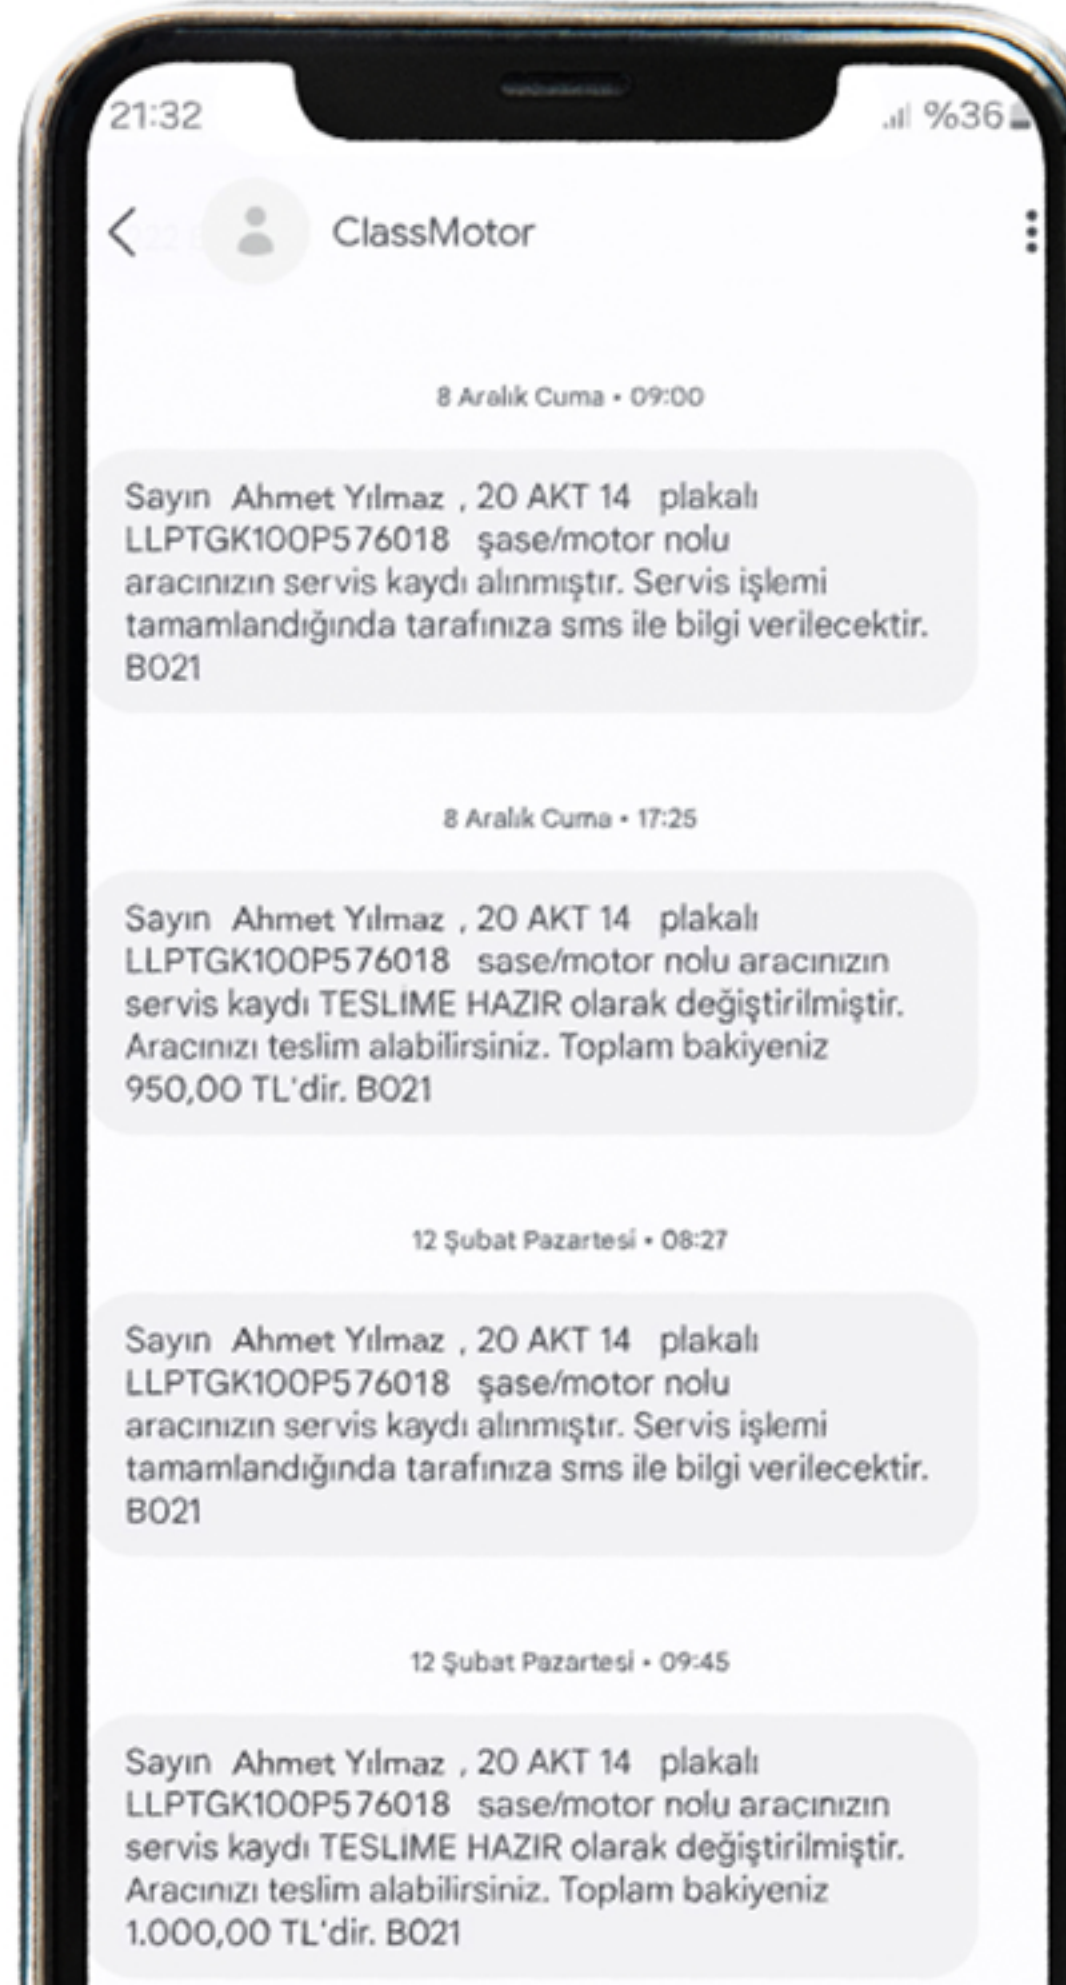 21:32
%36
ClassMotor
8 Aralık Cuma • 09:00
Sayın Ahmet Yılmaz , 20 AKT 14 plakalı
LLPTGK100P576018 şase/motor nolu
aracınızın servis kaydı alınmıştır. Servis işlemi
tamamlandığında tarafınıza sms ile bilgi verilecektir.
B021
8 Aralık Cuma • 17:25
Sayın Ahmet Yılmaz , 20 AKT 14 plakalı
LLPTGK100P576018 sase/motor nolu aracınızın
servis kaydı TESLİME HAZIR olarak değiştirilmiştir.
Aracınızı teslim alabilirsiniz. Toplam bakiyeniz
950,00 TL'dir. B021
12 Şubat Pazartesi • 08:27
Sayın Ahmet Yılmaz , 20 AKT 14 plakalı
LLPTGK100P576018 şase/motor nolu
aracınızın servis kaydı alınmıştır. Servis işlemi
tamamlandığında tarafınıza sms ile bilgi verilecektir.
B021
12 Şubat Pazartesi • 09:45
Sayın Ahmet Yılmaz , 20 AKT 14 plakalı
LLPTGK100P576018 sase/motor nolu aracınızın
servis kaydı TESLİME HAZIR olarak değiştirilmiştir.
Aracınızı teslim alabilirsiniz. Toplam bakiyeniz
1.000,00 TL'dir. B021